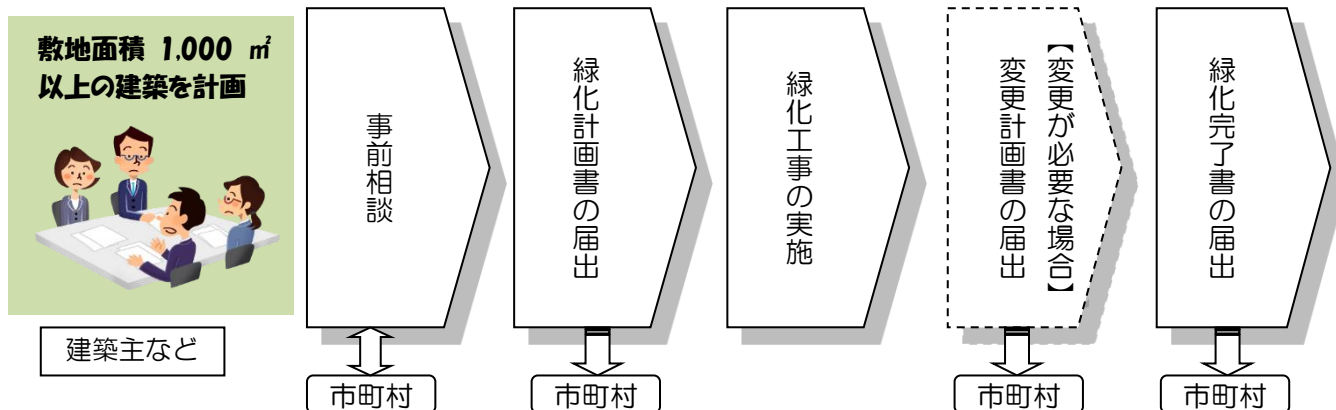 敷地面積 1,000 ㎡
以上の建築を計画
建築主など
事前相談
市町村
緑化計画書の届出
市町村
緑化工事の実施
【変更が必要な場合】
変更計画書の届出
市町村
緑化完了書の届出
市町村